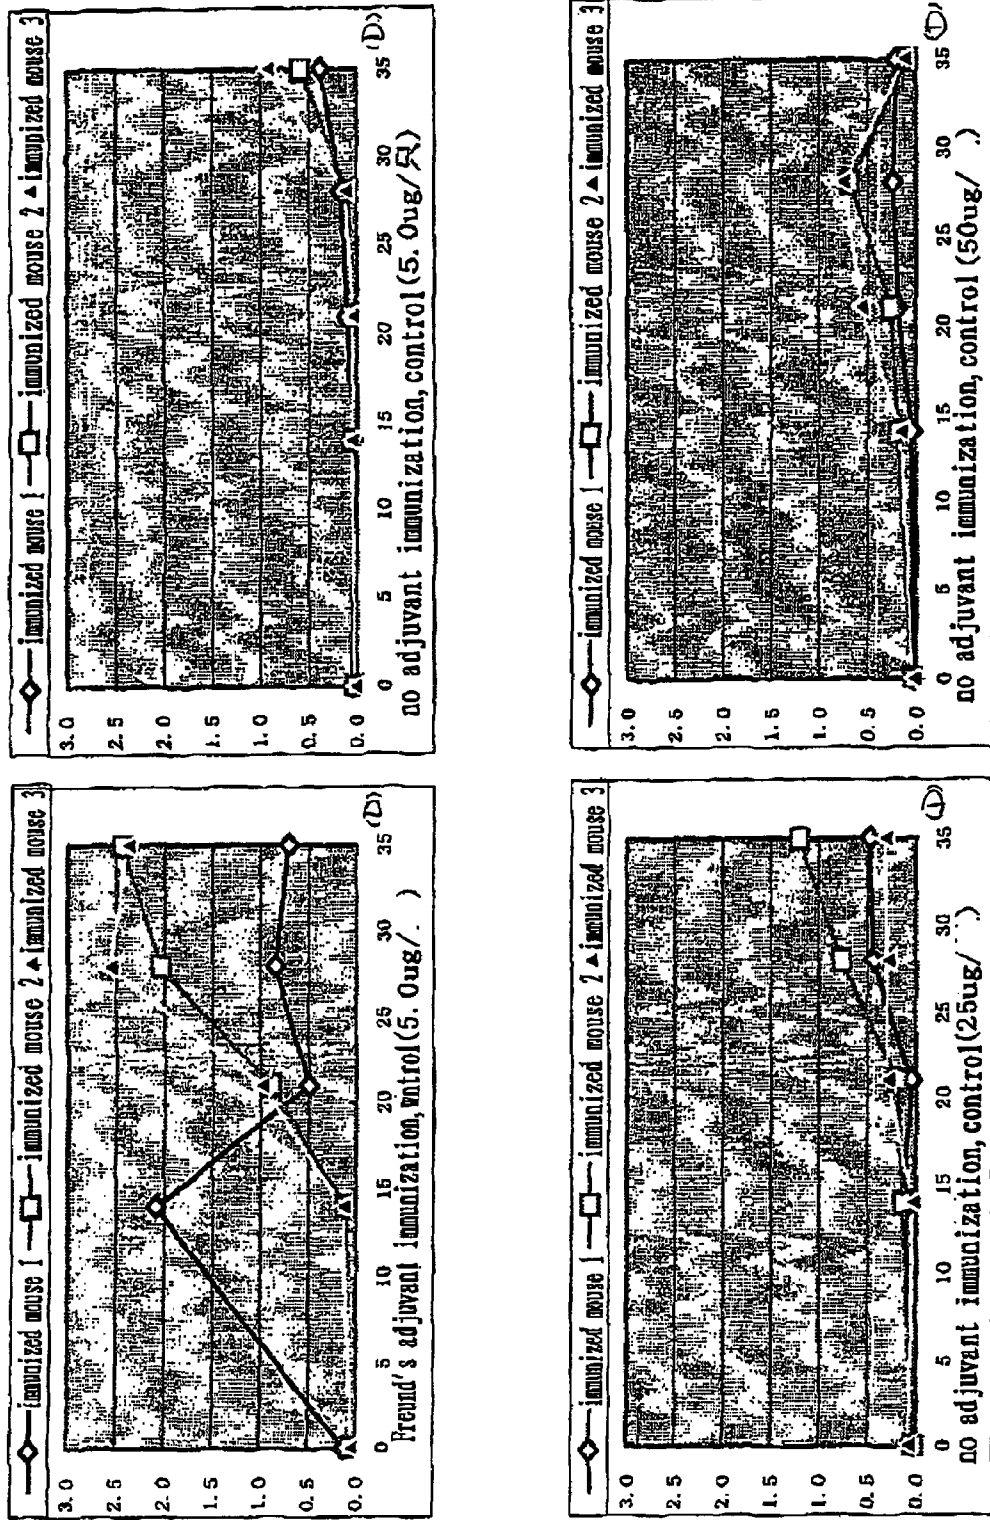 immunized mouse 1 immunized mouse 2 immunized mouse 3
3.0
2.5
2.0
1.5
1.0
0.5
0.0
0 5 10 15 20 25 30 35 (D)
Freund's adjuvant immunization, control (5.0ug/ )
immunized mouse 1 immunized mouse 2 immunized mouse 3
3.0
2.5
2.0
1.5
1.0
0.5
0.0
0 5 10 15 20 25 30 35 (D)
no adjuvant immunization, control (5.0ug/只)
immunized mouse 1 immunized mouse 2 immunized mouse 3
3.0
2.5
2.0
1.5
1.0
0.5
0.0
0 5 10 15 20 25 30 35 (D)
no adjuvant immunization, control (25ug/ )
immunized mouse 1 immunized mouse 2 immunized mouse 3
3.0
2.5
2.0
1.5
1.0
0.5
0.0
0 5 10 15 20 25 30 35 (D)
no adjuvant immunization, control (50ug/ )